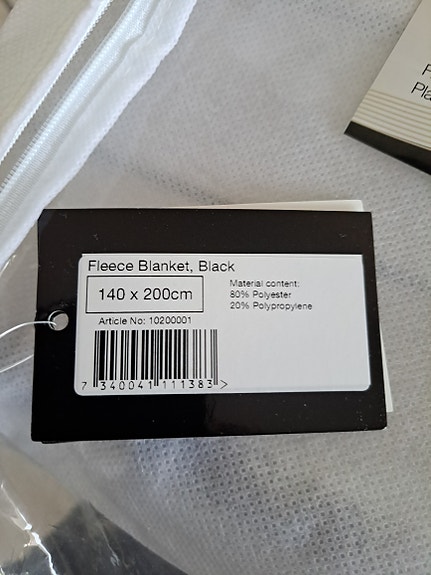 Fleece Blanket, Black
140 x 200cm
Article No: 10200001
7 340041 111383 >
Material content:
80% Polyester
20% Polypropylene